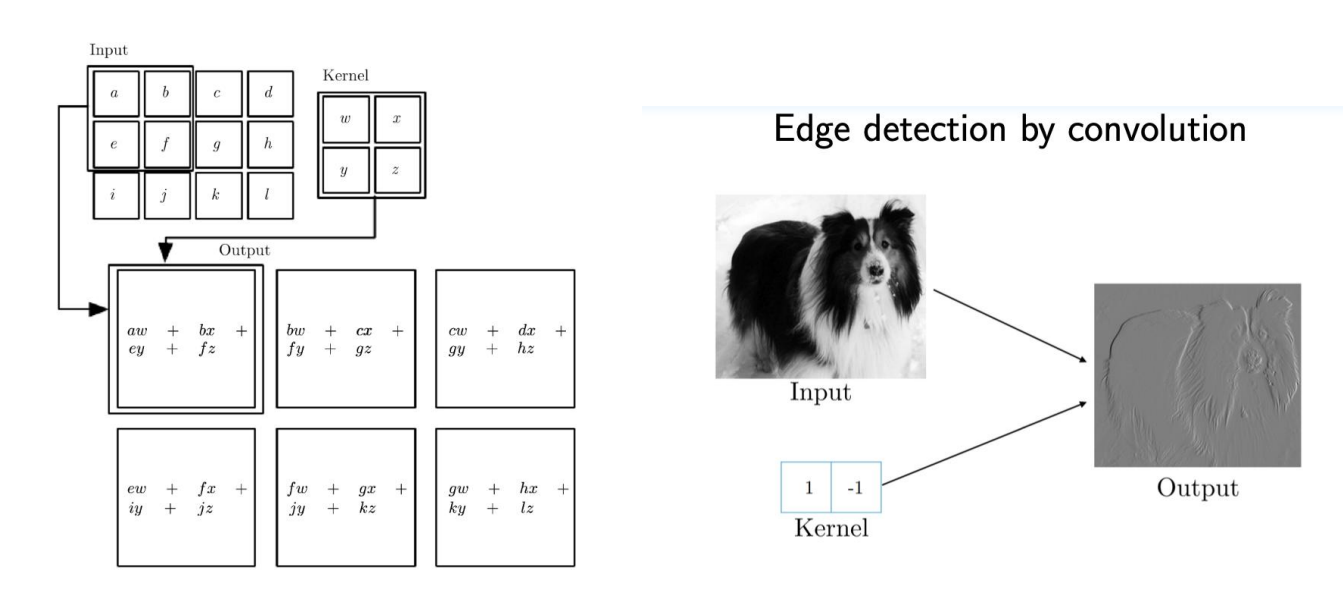 Input
a b c d
e f g h
i j k l
Kernel
w x
y z
Output
aw + bx +
ey + fz
bw + cx +
fy + gz
cw + dx +
gy + hz
ew + fx +
iy + jz
fw + gx +
jy + kz
gw + hx +
ky + lz
Edge detection by convolution
Input
1 -1
Kernel
Output